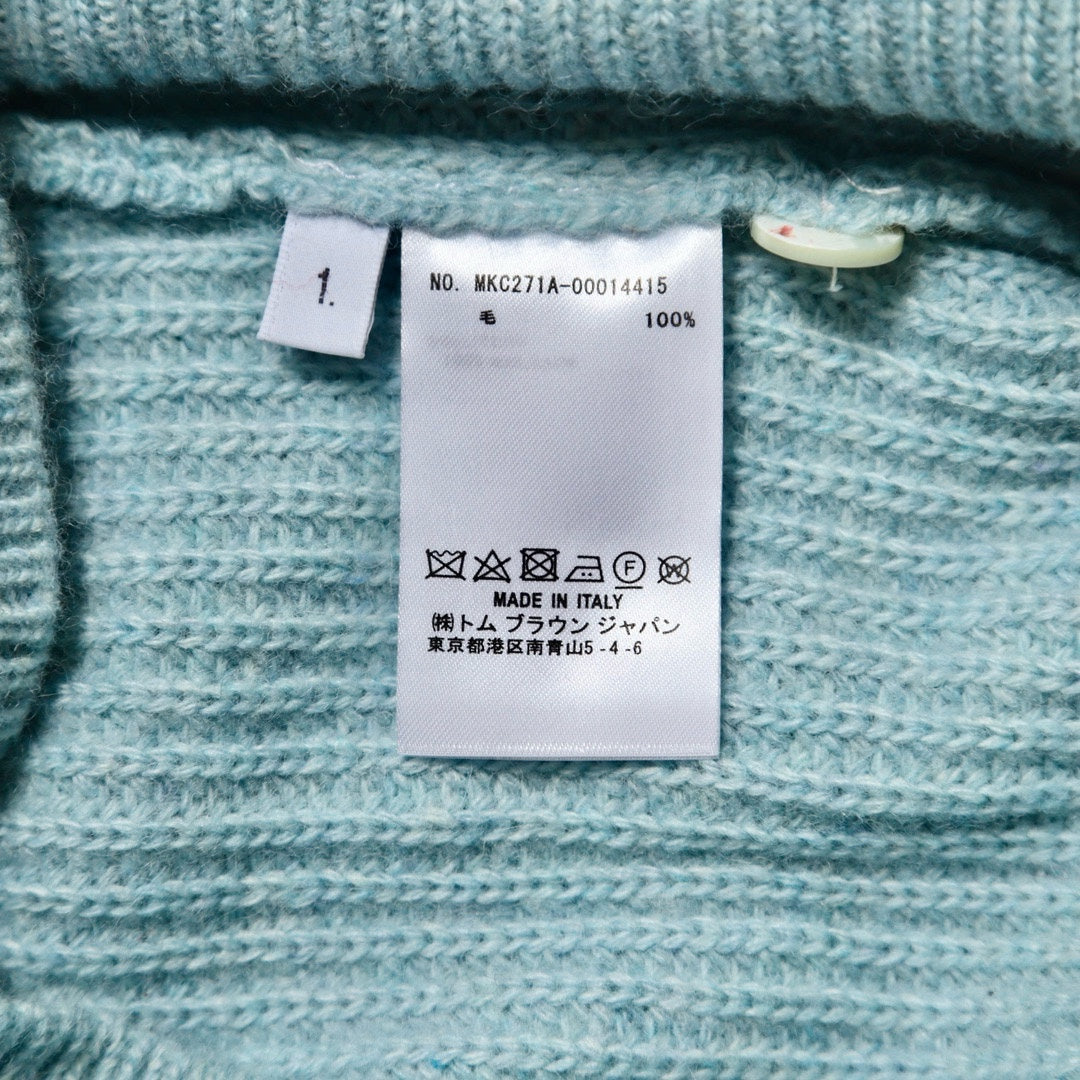 1.
NO. MKC271A-00014415
毛 100%
F W
MADE IN ITALY
㈱トム ブラウン ジャパン
東京都港区南青山5-4-6